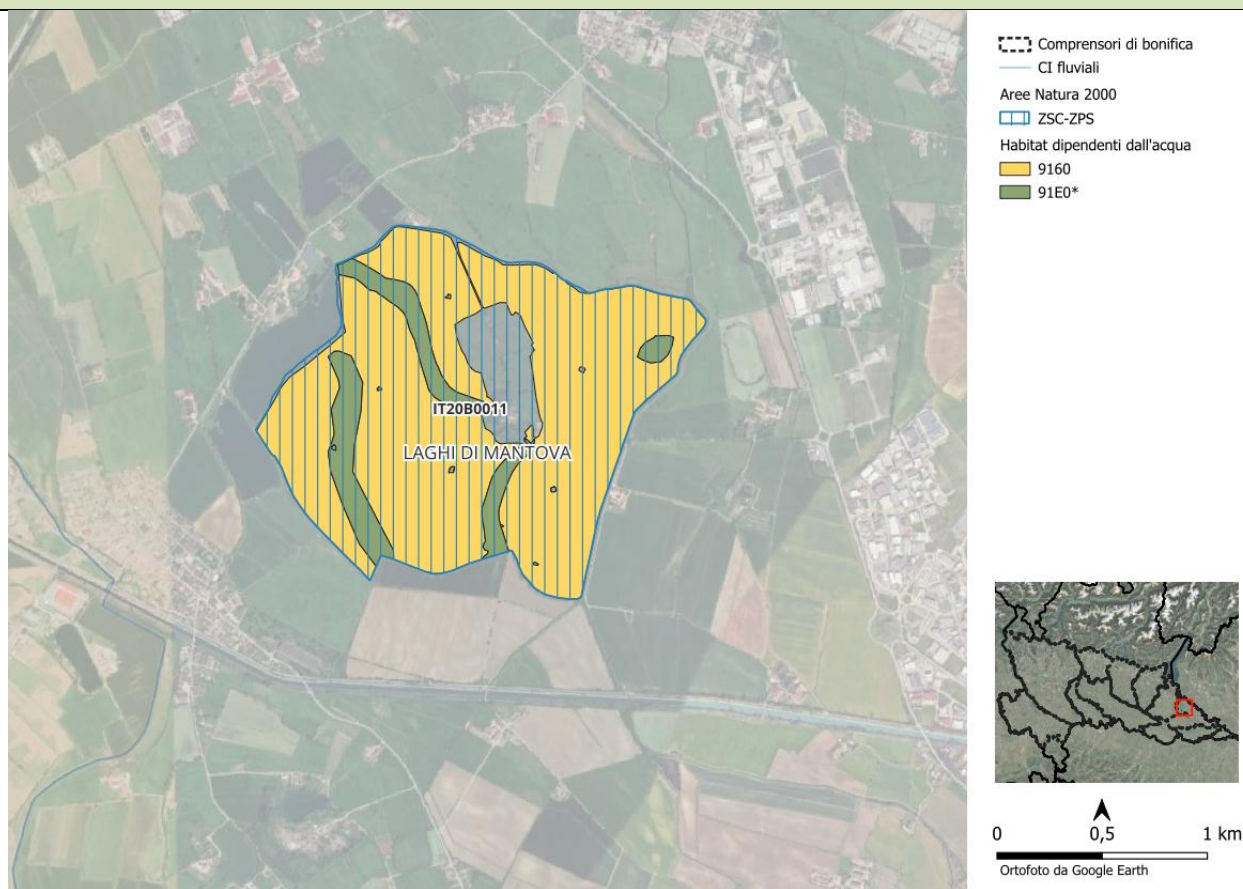 IT20B0011
LAGHI DI MANTOVA
Comprensori di bonifica
CI fluviali
Aree Natura 2000
ZSC-ZPS
Habitat dipendenti dall'acqua
9160
91E0*
0 0,5 1 km
Ortofoto da Google Earth